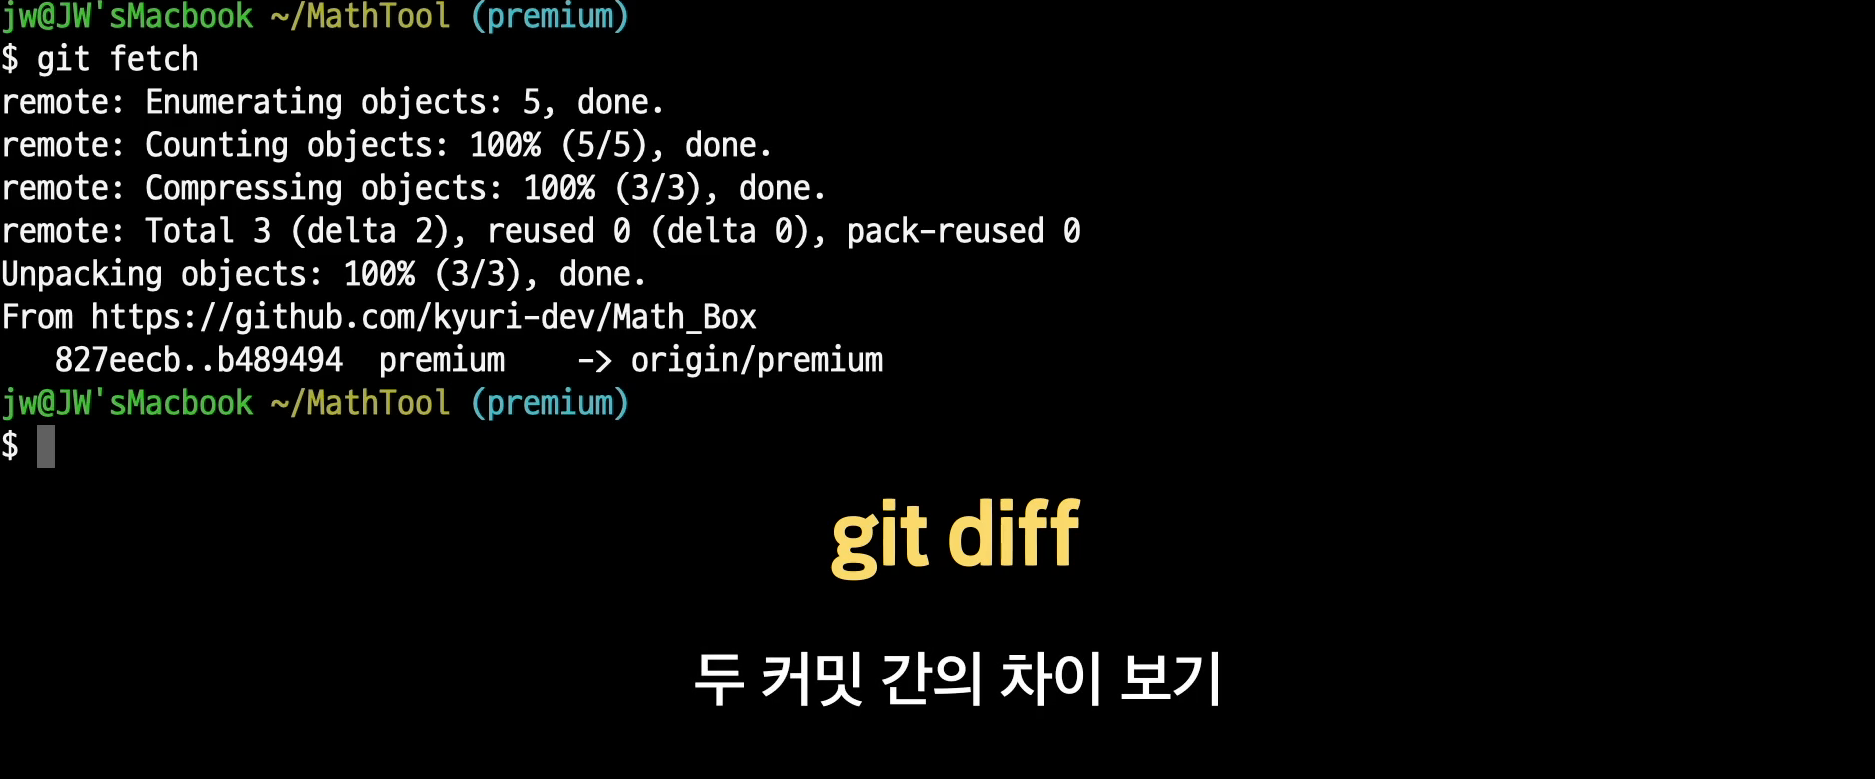 jw@JW'sMacbook ~/MathTool (premium)
$ git fetch
remote: Enumerating objects: 5, done.
remote: Counting objects: 100% (5/5), done.
remote: Compressing objects: 100% (3/3), done.
remote: Total 3 (delta 2), reused 0 (delta 0), pack-reused 0
Unpacking objects: 100% (3/3), done.
From https://github.com/kyuri-dev/Math_Box
   827eecb..b489494  premium    -> origin/premium
jw@JW'sMacbook ~/MathTool (premium)
$
git diff
두 커밋 간의 차이 보기